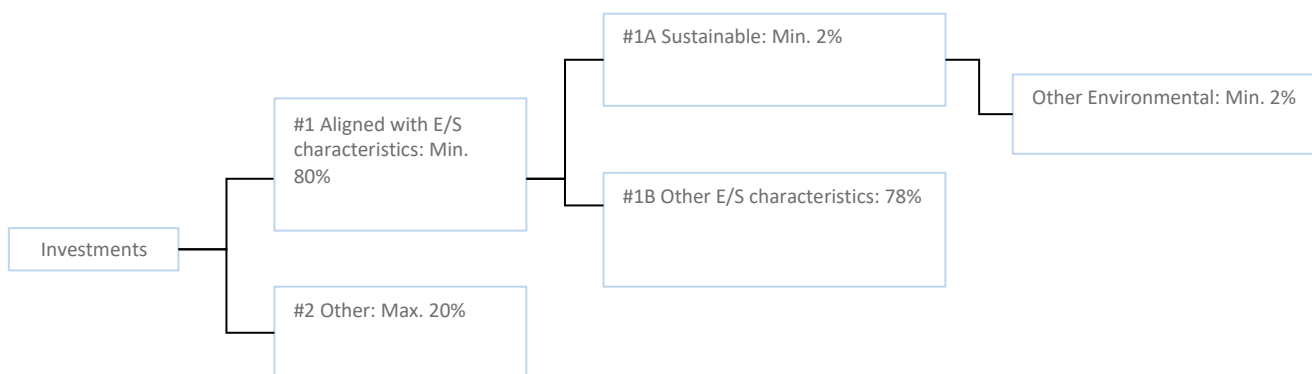 #1A Sustainable: Min. 2%
Other Environmental: Min. 2%
#1 Aligned with E/S
characteristics: Min.
80%
#1B Other E/S characteristics: 78%
Investments
#2 Other: Max. 20%